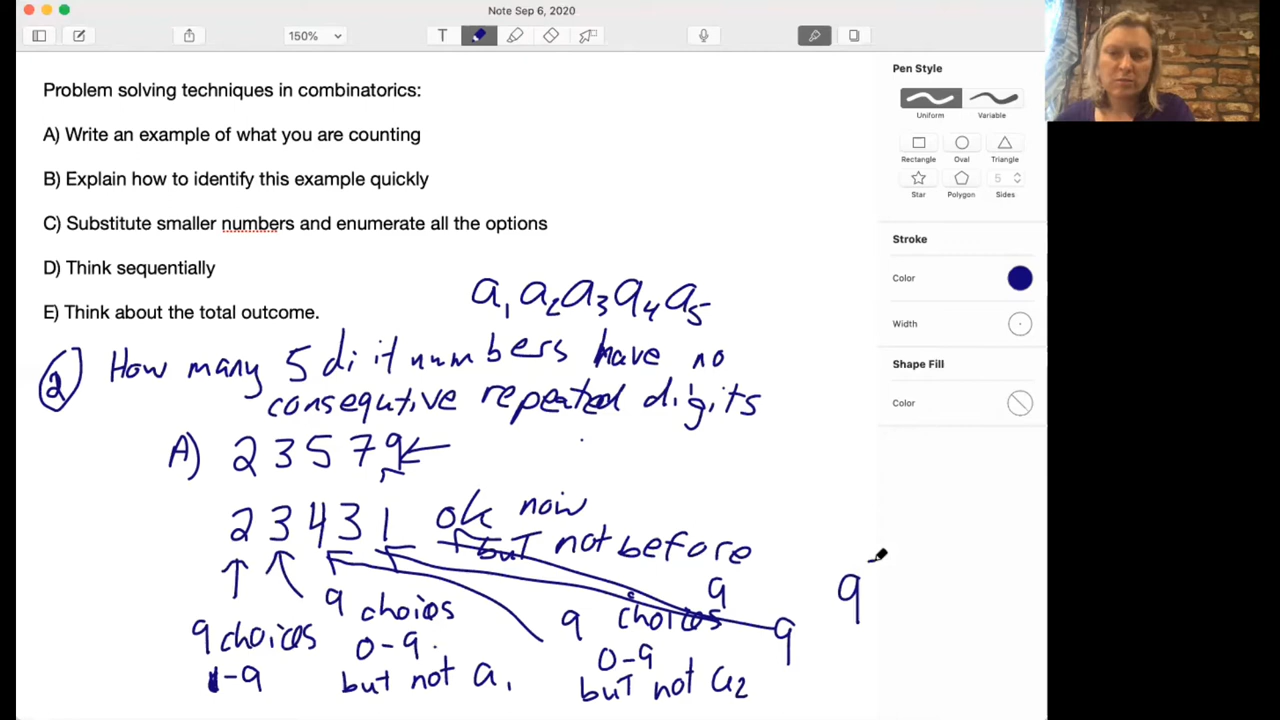 Note Sep 6, 2020
150%
T
Problem solving techniques in combinatorics:
A) Write an example of what you are counting
B) Explain how to identify this example quickly
C) Substitute smaller numbers and enumerate all the options
D) Think sequentially
E) Think about the total outcome.
a1 a2 a3 a4 a5
2) How many 5 di it numbers have no
consequtive repeated digits
A) 2 3 5 7 9
2 3 4 3 1 ok now
but not before
9 choices
1-9
9 choios
0-9
but not a1
9 choices
0-9
but not a2
9
9
9
Pen Style
Uniform
Variable
Rectangle
Oval
Triangle
Star
Polygon
5
Sides
Stroke
Color
Width
Shape Fill
Color